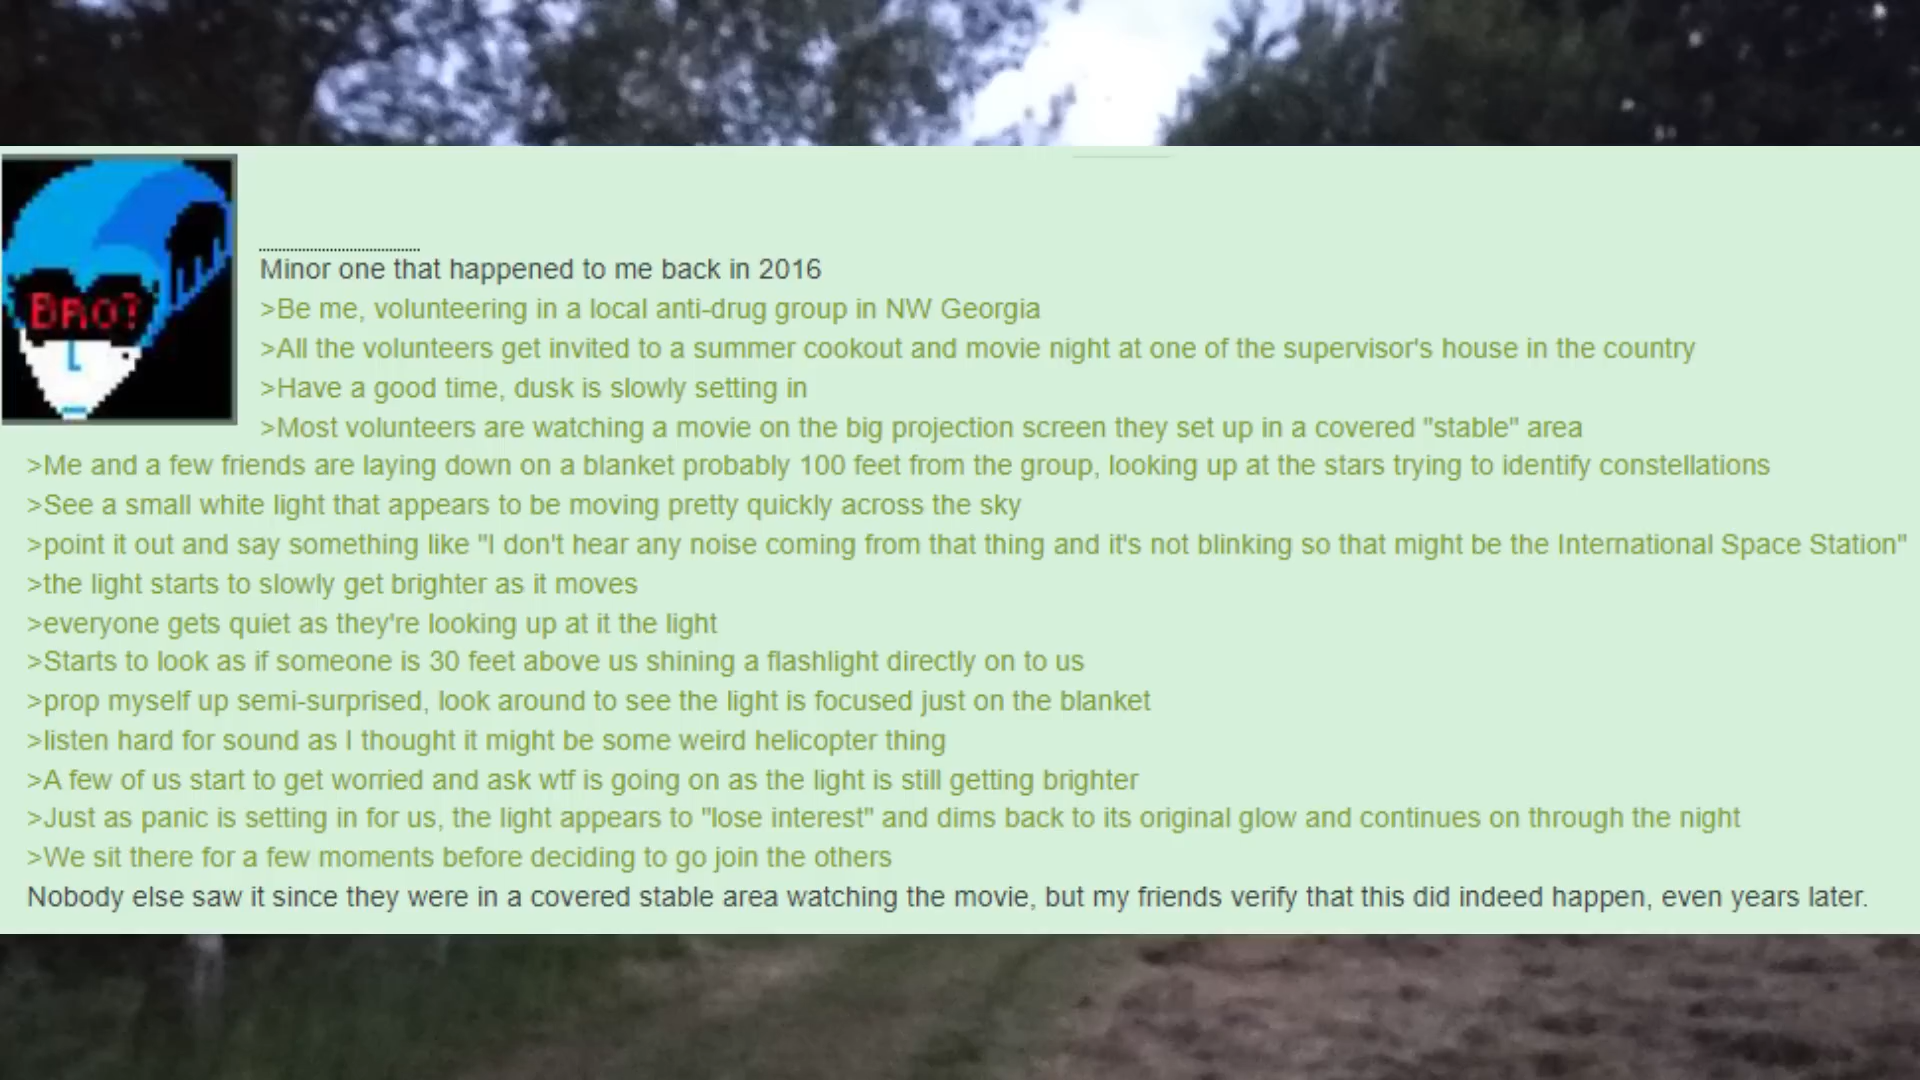 BRO?
Minor one that happened to me back in 2016
>Be me, volunteering in a local anti-drug group in NW Georgia
>All the volunteers get invited to a summer cookout and movie night at one of the supervisor's house in the country
>Have a good time, dusk is slowly setting in
>Most volunteers are watching a movie on the big projection screen they set up in a covered "stable" area
>Me and a few friends are laying down on a blanket probably 100 feet from the group, looking up at the stars trying to identify constellations
>See a small white light that appears to be moving pretty quickly across the sky
>point it out and say something like "I don't hear any noise coming from that thing and it's not blinking so that might be the International Space Station"
>the light starts to slowly get brighter as it moves
>everyone gets quiet as they're looking up at it the light
>Starts to look as if someone is 30 feet above us shining a flashlight directly on to us
>prop myself up semi-surprised, look around to see the light is focused just on the blanket
>listen hard for sound as I thought it might be some weird helicopter thing
>A few of us start to get worried and ask wtf is going on as the light is still getting brighter
>Just as panic is setting in for us, the light appears to "lose interest" and dims back to its original glow and continues on through the night
>We sit there for a few moments before deciding to go join the others
Nobody else saw it since they were in a covered stable area watching the movie, but my friends verify that this did indeed happen, even years later.